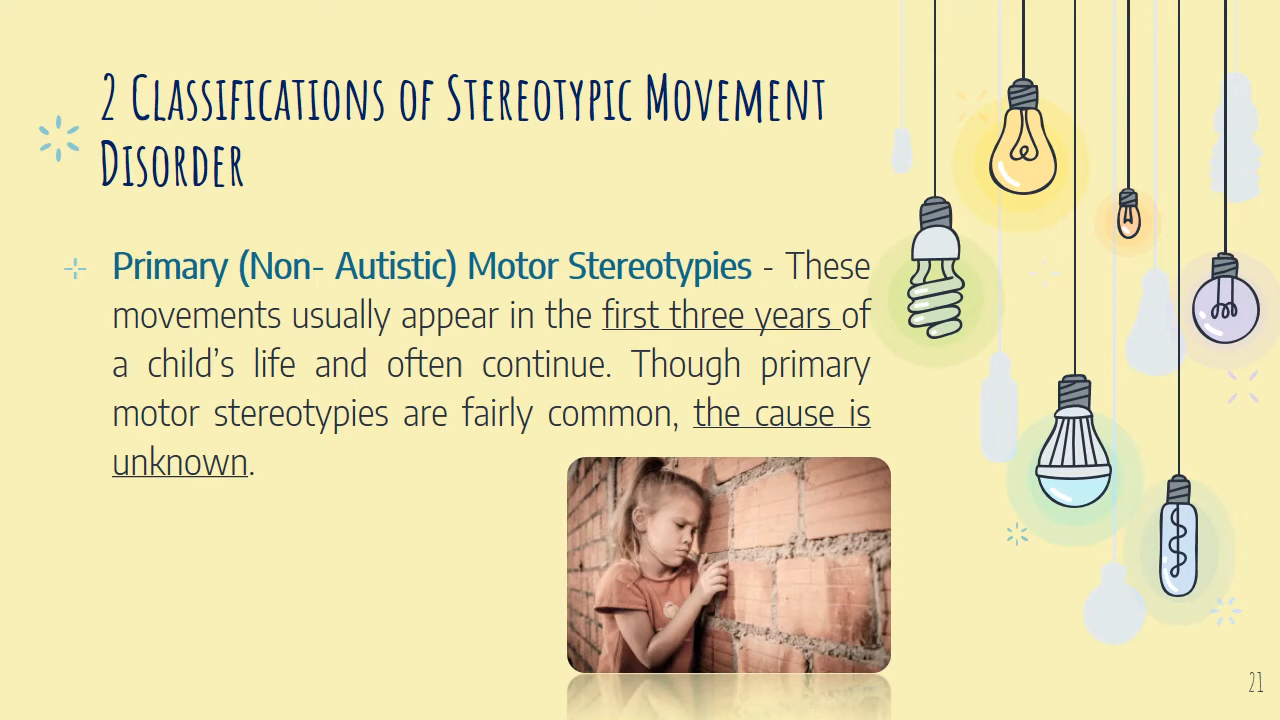 2 Classifications of Stereotypic Movement
Disorder
Primary (Non- Autistic) Motor Stereotypies - These
movements usually appear in the first three years of
a child’s life and often continue. Though primary
motor stereotypies are fairly common, the cause is
unknown.
21